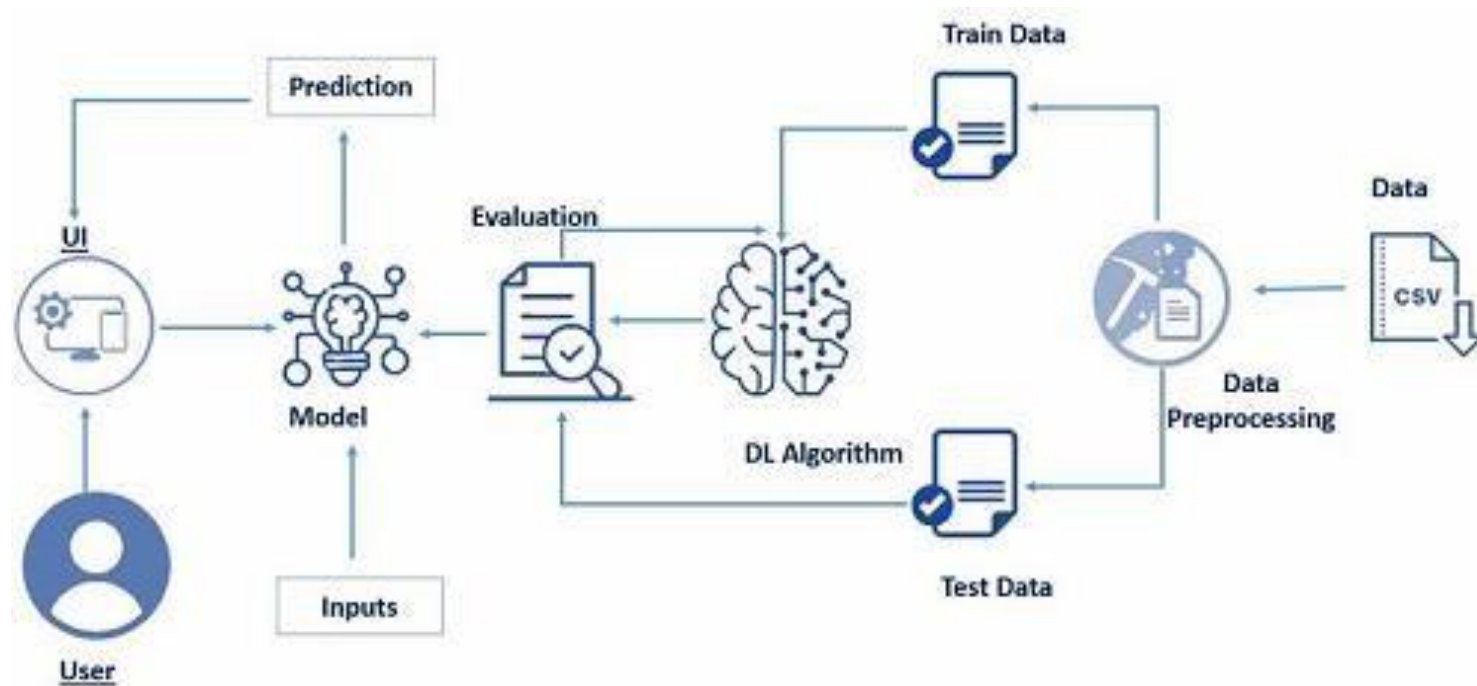 Train Data
Prediction
Data
Evaluation
UI
CSV
Data
Preprocessing
Model
DL Algorithm
Test Data
Inputs
User